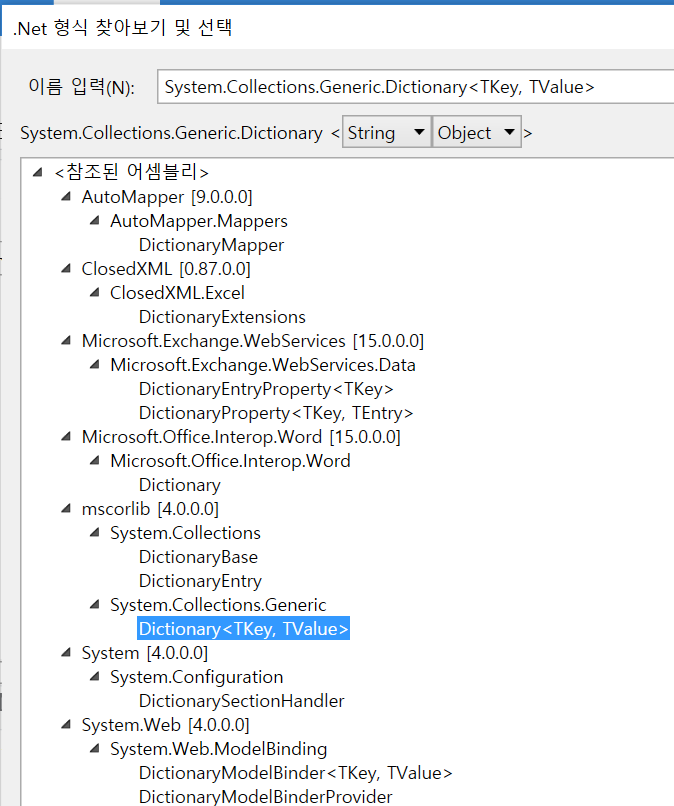 .Net 형식 찾아보기 및 선택
이름 입력(N): System.Collections.Generic.Dictionary<TKey, TValue>
System.Collections.Generic.Dictionary < String Object >
<참조된 어셈블리>
AutoMapper [9.0.0.0]
AutoMapper.Mappers
DictionaryMapper
ClosedXML [0.87.0.0]
ClosedXML.Excel
DictionaryExtensions
Microsoft.Exchange.WebServices [15.0.0.0]
Microsoft.Exchange.WebServices.Data
DictionaryEntryProperty<TKey>
DictionaryProperty<TKey, TEntry>
Microsoft.Office.Interop.Word [15.0.0.0]
Microsoft.Office.Interop.Word
Dictionary
mscorlib [4.0.0.0]
System.Collections
DictionaryBase
DictionaryEntry
System.Collections.Generic
Dictionary<TKey, TValue>
System [4.0.0.0]
System.Configuration
DictionarySectionHandler
System.Web [4.0.0.0]
System.Web.ModelBinding
DictionaryModelBinder<TKey, TValue>
DictionaryModelBinderProvider